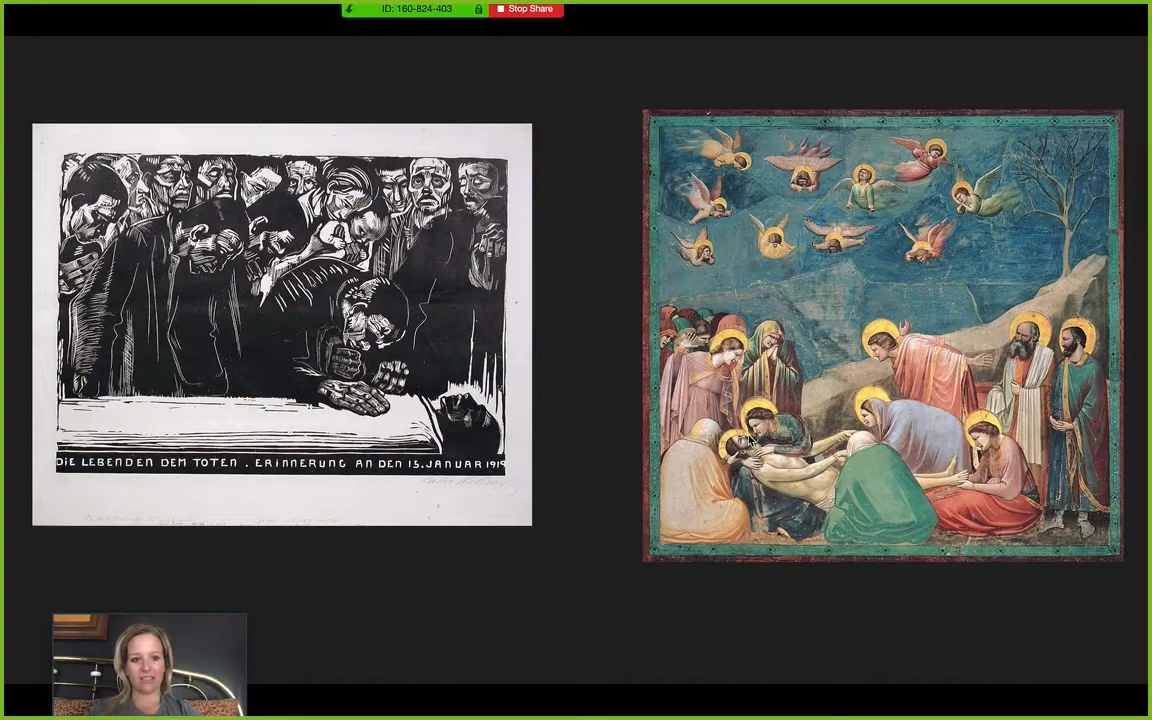 ID: 160-824-403
Stop Share
DIE LEBENDEN DEM TOTEN . ERINNERUNG AN DEN 15. JANUAR 1919